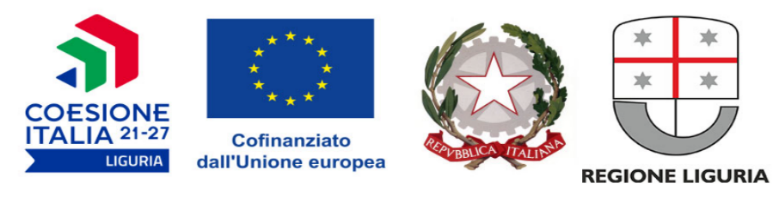 COESIONE
ITALIA 21-27
LIGURIA
Cofinanziato
dall'Unione europea
REPVBBLICA ITALIANA
REGIONE LIGURIA